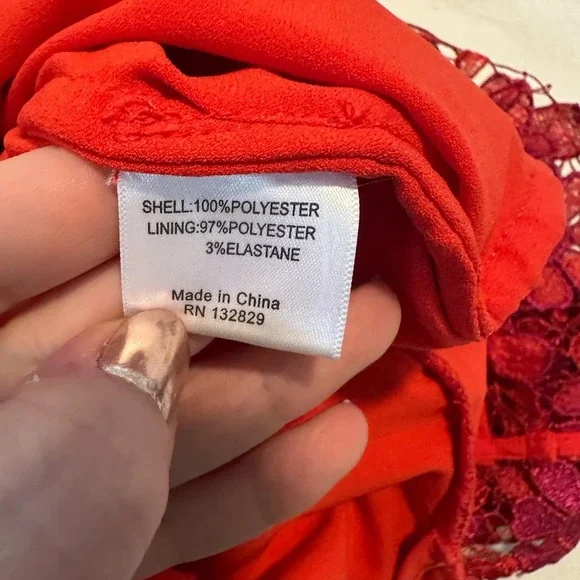 SHELL:100%POLYESTER
LINING:97%POLYESTER
3%ELASTANE
Made in China
RN 132829